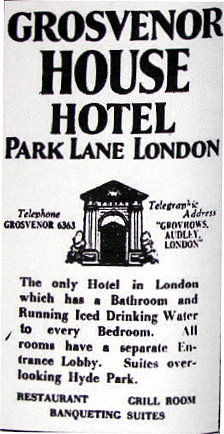 GROSVENOR
HOUSE
HOTEL
PARK LANE LONDON
Telephone
GROSVENOR 6363
Telegraphic
Address
"GROVHOWS,
AUDLEY,
LONDON"
The only Hotel in London
which has a Bathroom and
Running Iced Drinking Water
to every Bedroom. All
rooms have a separate En-
trance Lobby. Suites over-
looking Hyde Park.
RESTAURANT GRILL ROOM
BANQUETING SUITES